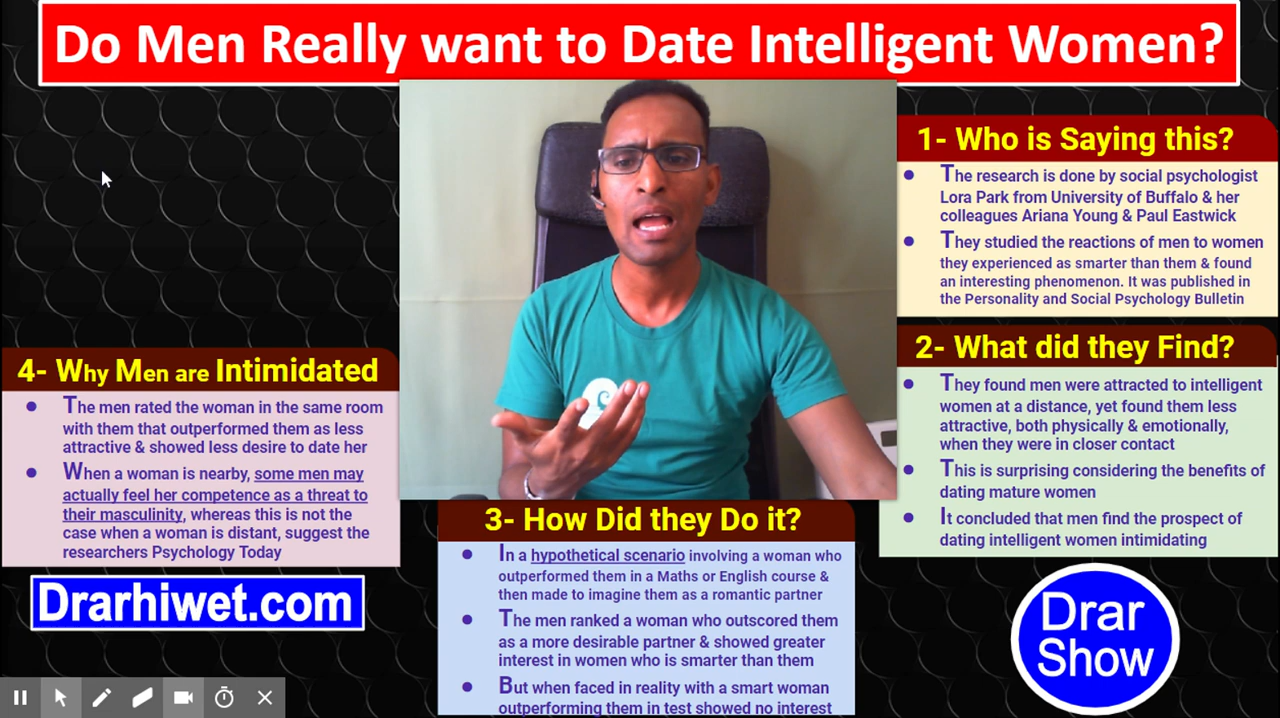 Do Men Really want to Date Intelligent Women?
1- Who is Saying this?
● The research is done by social psychologist
Lora Park from University of Buffalo & her
colleagues Ariana Young & Paul Eastwick
● They studied the reactions of men to women
they experienced as smarter than them & found
an interesting phenomenon. It was published in
the Personality and Social Psychology Bulletin
2- What did they Find?
● They found men were attracted to intelligent
women at a distance, yet found them less
attractive, both physically & emotionally,
when they were in closer contact
● This is surprising considering the benefits of
dating mature women
● It concluded that men find the prospect of
dating intelligent women intimidating
3- How Did they Do it?
● In a hypothetical scenario involving a woman who
outperformed them in a Maths or English course &
then made to imagine them as a romantic partner
● The men ranked a woman who outscored them
as a more desirable partner & showed greater
interest in women who is smarter than them
● But when faced in reality with a smart woman
outperforming them in test showed no interest
4- Why Men are Intimidated
● The men rated the woman in the same room
with them that outperformed them as less
attractive & showed less desire to date her
● When a woman is nearby, some men may
actually feel her competence as a threat to
their masculinity, whereas this is not the
case when a woman is distant, suggest the
researchers Psychology Today
Drarhiwet.com
Drar
Show